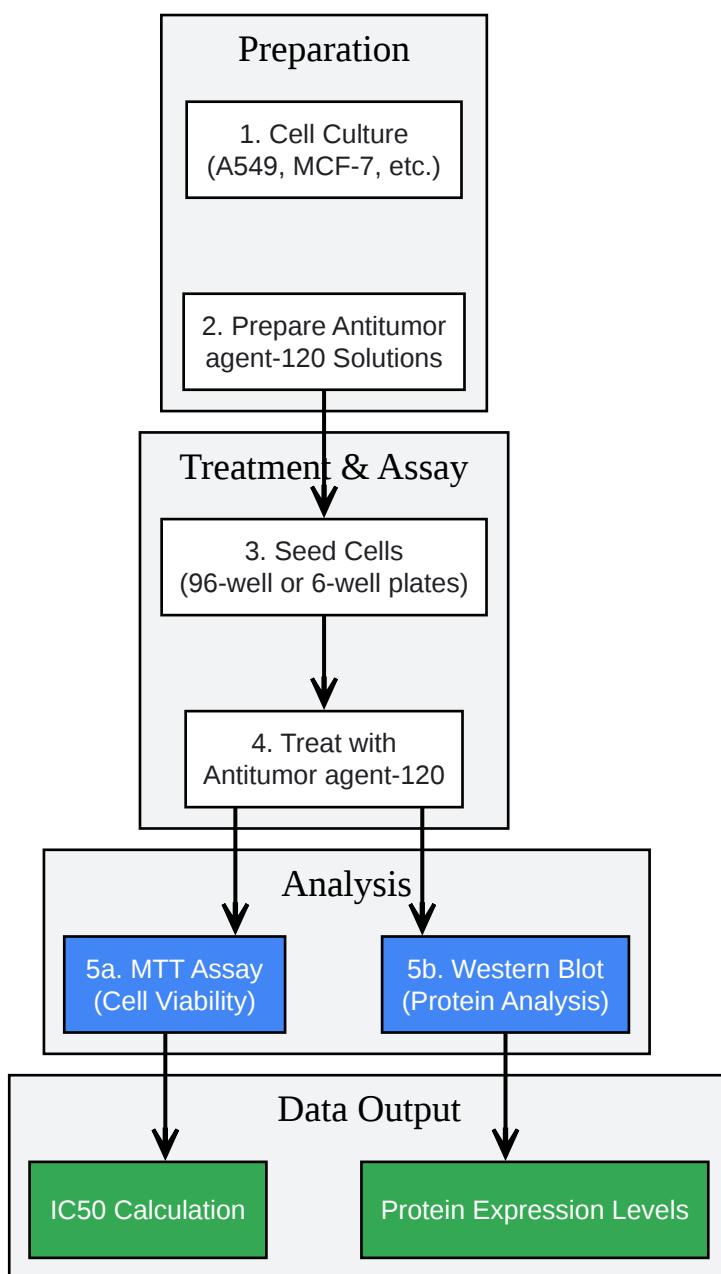 Preparation
1. Cell Culture
(A549, MCF-7, etc.)
2. Prepare Antitumor
agent-120 Solutions
Treatment & Assay
3. Seed Cells
(96-well or 6-well plates)
4. Treat with
Antitumor agent-120
Analysis
5a. MTT Assay
(Cell Viability)
5b. Western Blot
(Protein Analysis)
Data Output
IC50 Calculation
Protein Expression Levels